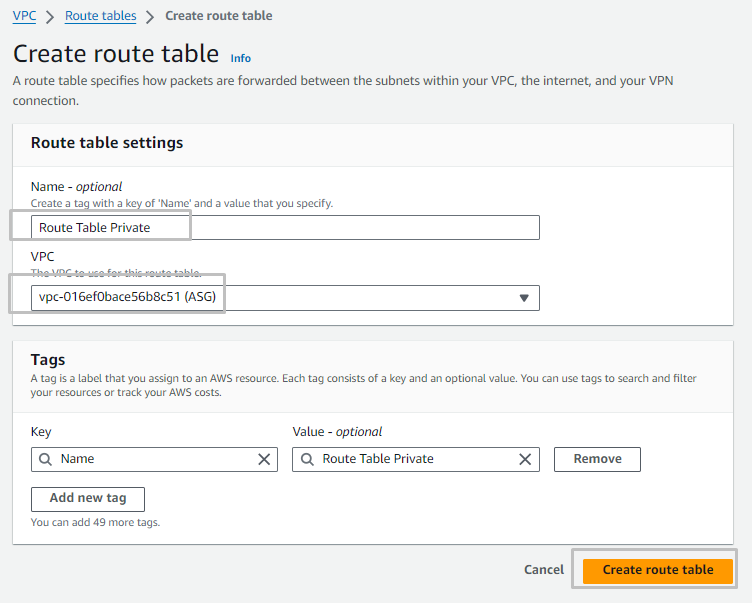 VPC > Route tables > Create route table
Create route table Info
A route table specifies how packets are forwarded between the subnets within your VPC, the internet, and your VPN
connection.
Route table settings
Name - optional
Create a tag with a key of 'Name' and a value that you specify.
Route Table Private
VPC
The VPC to use for this route table.
vpc-016ef0bace56b8c51 (ASG)
Tags
A tag is a label that you assign to an AWS resource. Each tag consists of a key and an optional value. You can use tags to search and filter
your resources or track your AWS costs.
Key Value - optional
Name Route Table Private Remove
Add new tag
You can add 49 more tags.
Cancel Create route table